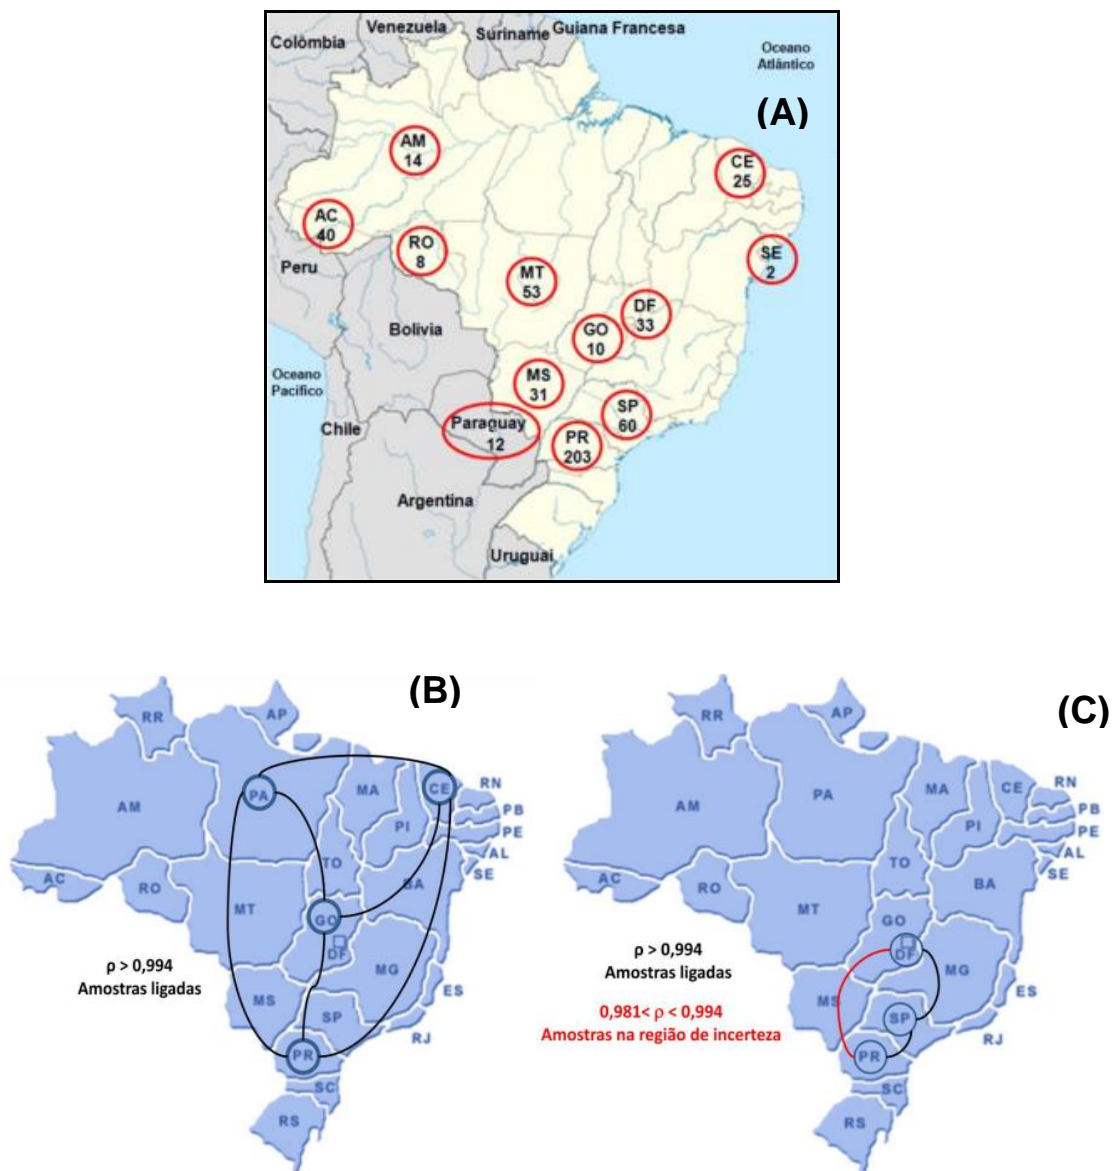 Venezuela
Guiana Francesa
Suriname
Colômbia
Oceano
Atlântico
(A)
AM
14
CE
25
AC
40
RO
8
SE
2
Peru
MT
53
DF
33
GO
10
Bolívia
Oceano
Pacífico
MS
31
SP
60
Chile
Paraguay
12
PR
203
Argentina
Uruguai
(B)
RR
AP
AM
PA
MA
CE
RN
PB
PE
PI
AL
SE
TO
AC
RO
BA
MT
GO
DF
MG
ρ > 0,994
Amostras ligadas
MS
ES
SP
RJ
PR
SC
RS
(C)
RR
AP
AM
PA
MA
CE
RN
PB
PE
PI
AL
SE
TO
AC
RO
BA
MT
GO
DF
MG
ρ > 0,994
Amostras ligadas
MS
ES
0,981< ρ < 0,994
Amostras na região de incerteza
SP
RJ
PR
SC
RS